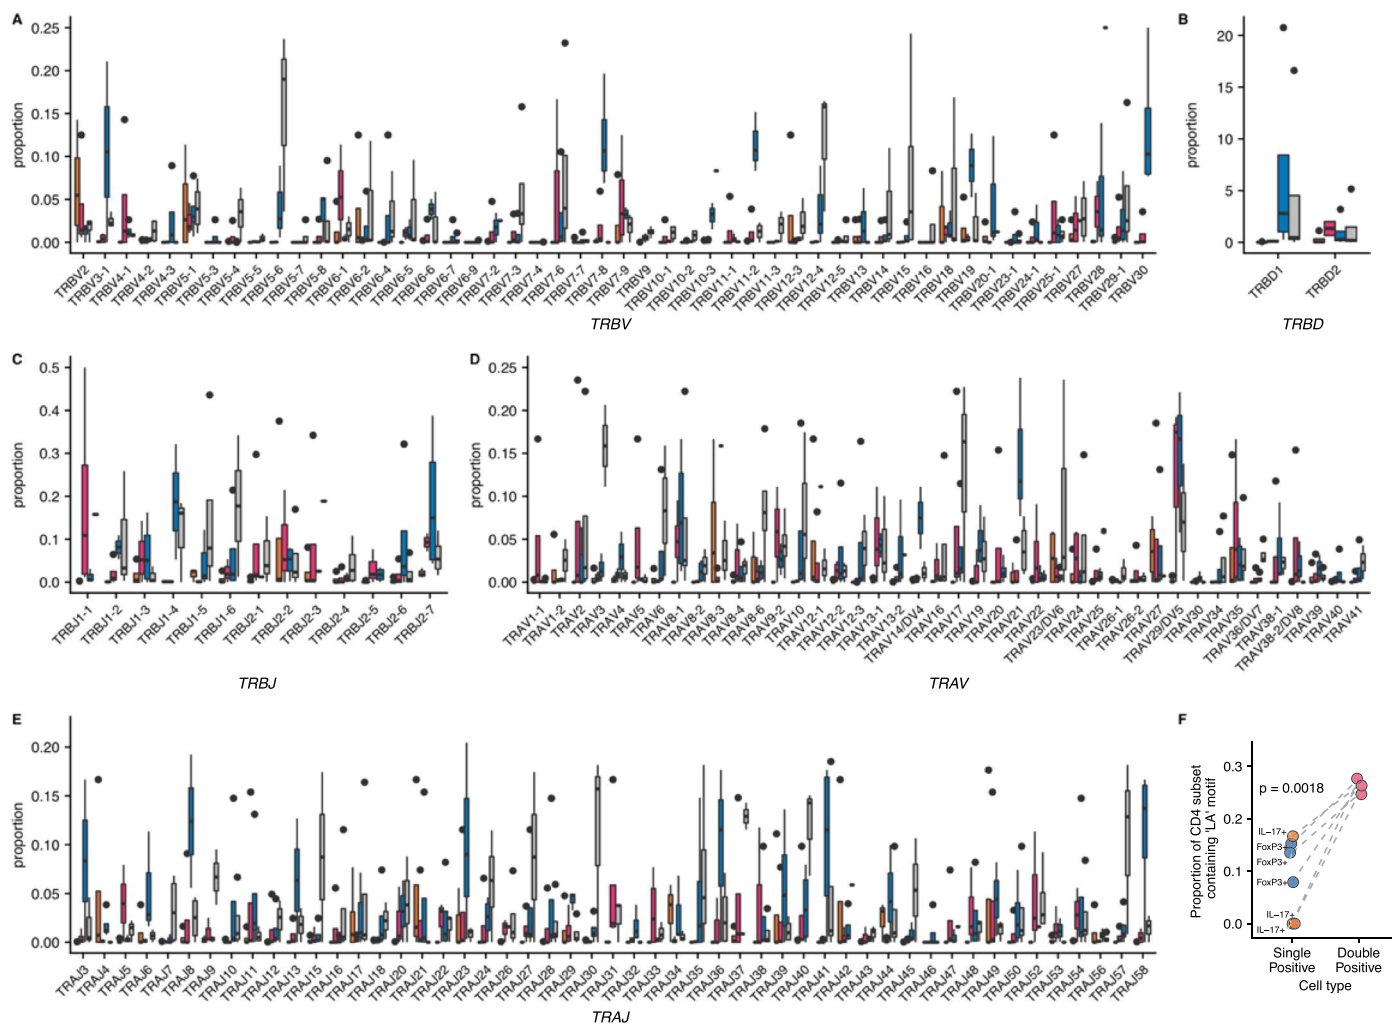 A
0.25
0.20
0.15
0.10
0.05
0.00
proportion
TRBV2
TRBV3-1
TRBV4-1
TRBV4-2
TRBV4-3
TRBV5-1
TRBV5-3
TRBV5-4
TRBV5-5
TRBV5-6
TRBV5-7
TRBV5-8
TRBV6-1
TRBV6-2
TRBV6-4
TRBV6-5
TRBV6-6
TRBV6-7
TRBV6-9
TRBV7-2
TRBV7-3
TRBV7-4
TRBV7-6
TRBV7-7
TRBV7-8
TRBV7-9
TRBV9
TRBV10-1
TRBV10-2
TRBV10-3
TRBV11-1
TRBV11-2
TRBV11-3
TRBV12-3
TRBV12-4
TRBV12-5
TRBV13
TRBV14
TRBV15
TRBV16
TRBV18
TRBV19
TRBV20-1
TRBV23-1
TRBV24-1
TRBV25-1
TRBV27
TRBV28
TRBV29-1
TRBV30
TRBV
B
20
15
10
5
0
proportion
TRBD1
TRBD2
TRBD
C
0.5
0.4
0.3
0.2
0.1
0.0
proportion
TRBJ1-1
TRBJ1-2
TRBJ1-3
TRBJ1-4
TRBJ1-5
TRBJ1-6
TRBJ2-1
TRBJ2-2
TRBJ2-3
TRBJ2-4
TRBJ2-5
TRBJ2-6
TRBJ2-7
TRBJ
D
0.25
0.20
0.15
0.10
0.05
0.00
proportion
TRAV1-1
TRAV1-2
TRAV2
TRAV3
TRAV4
TRAV5
TRAV6
TRAV8-1
TRAV8-2
TRAV8-3
TRAV8-4
TRAV8-6
TRAV9-2
TRAV10
TRAV12-1
TRAV12-2
TRAV12-3
TRAV13-1
TRAV13-2
TRAV14/DV4
TRAV16
TRAV17
TRAV19
TRAV20
TRAV21
TRAV22
TRAV23/DV6
TRAV24
TRAV25
TRAV26-1
TRAV26-2
TRAV27
TRAV29/DV5
TRAV30
TRAV34
TRAV35
TRAV36/DV7
TRAV38-1
TRAV38-2/DV8
TRAV39
TRAV40
TRAV41
TRAV
E
0.20
0.15
0.10
0.05
0.00
proportion
TRAJ3
TRAJ4
TRAJ5
TRAJ6
TRAJ7
TRAJ8
TRAJ9
TRAJ10
TRAJ11
TRAJ12
TRAJ13
TRAJ15
TRAJ16
TRAJ17
TRAJ18
TRAJ20
TRAJ21
TRAJ22
TRAJ23
TRAJ24
TRAJ26
TRAJ27
TRAJ28
TRAJ29
TRAJ30
TRAJ31
TRAJ32
TRAJ33
TRAJ34
TRAJ35
TRAJ36
TRAJ37
TRAJ38
TRAJ39
TRAJ40
TRAJ41
TRAJ42
TRAJ43
TRAJ44
TRAJ45
TRAJ46
TRAJ47
TRAJ48
TRAJ49
TRAJ50
TRAJ52
TRAJ53
TRAJ54
TRAJ56
TRAJ57
TRAJ58
TRAJ
F
0.3
0.2
0.1
0.0
Proportion of CD4 subset
containing 'LA' motif
p = 0.0018
IL-17+
FoxP3+
FoxP3+
FoxP3+
IL-17+
IL-17+
Single
Positive
Double
Positive
Cell type